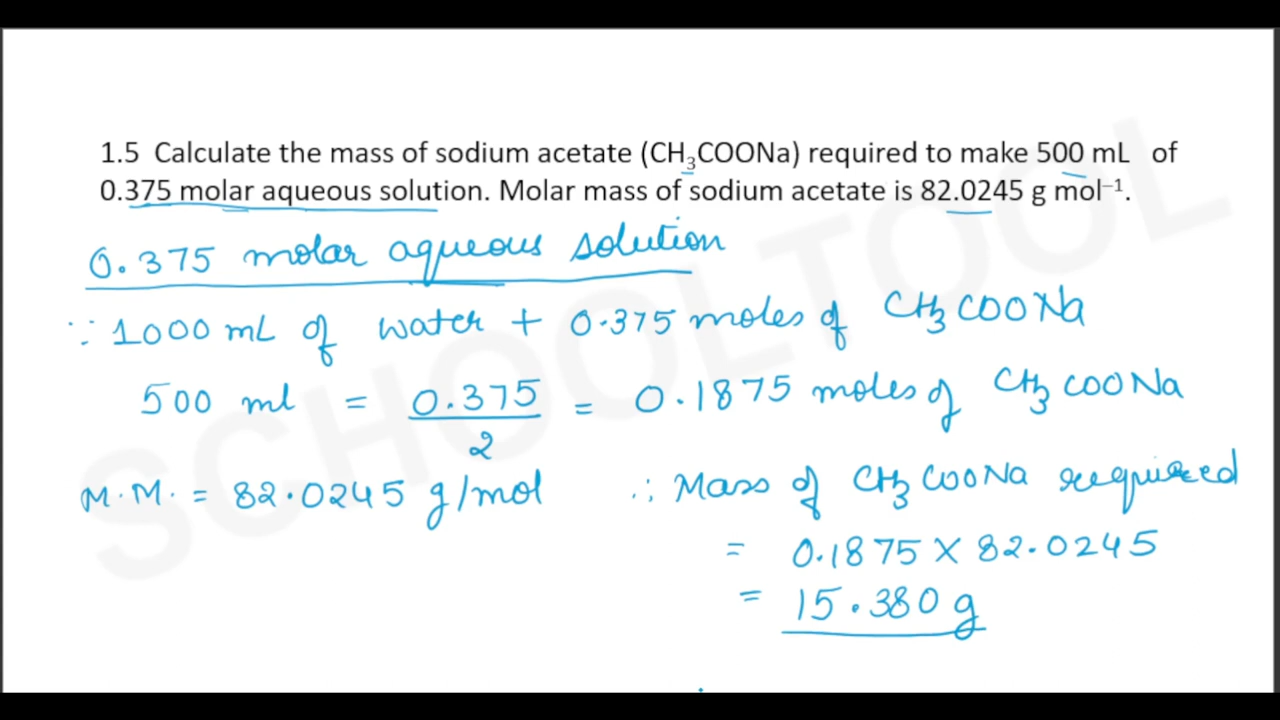 1.5 Calculate the mass of sodium acetate (CH₃COONa) required to make 500 mL of
0.375 molar aqueous solution. Molar mass of sodium acetate is 82.0245 g mol⁻¹.
0.375 molar aqueous solution
∵ 1000 mL of water + 0.375 moles of CH₃COONa
500 ml = 0.375/2 = 0.1875 moles of CH₃COONa
M.M. = 82.0245 g/mol ∴ Mass of CH₃COONa required
= 0.1875 × 82.0245
= 15.380 g
SCHOOLTOOL